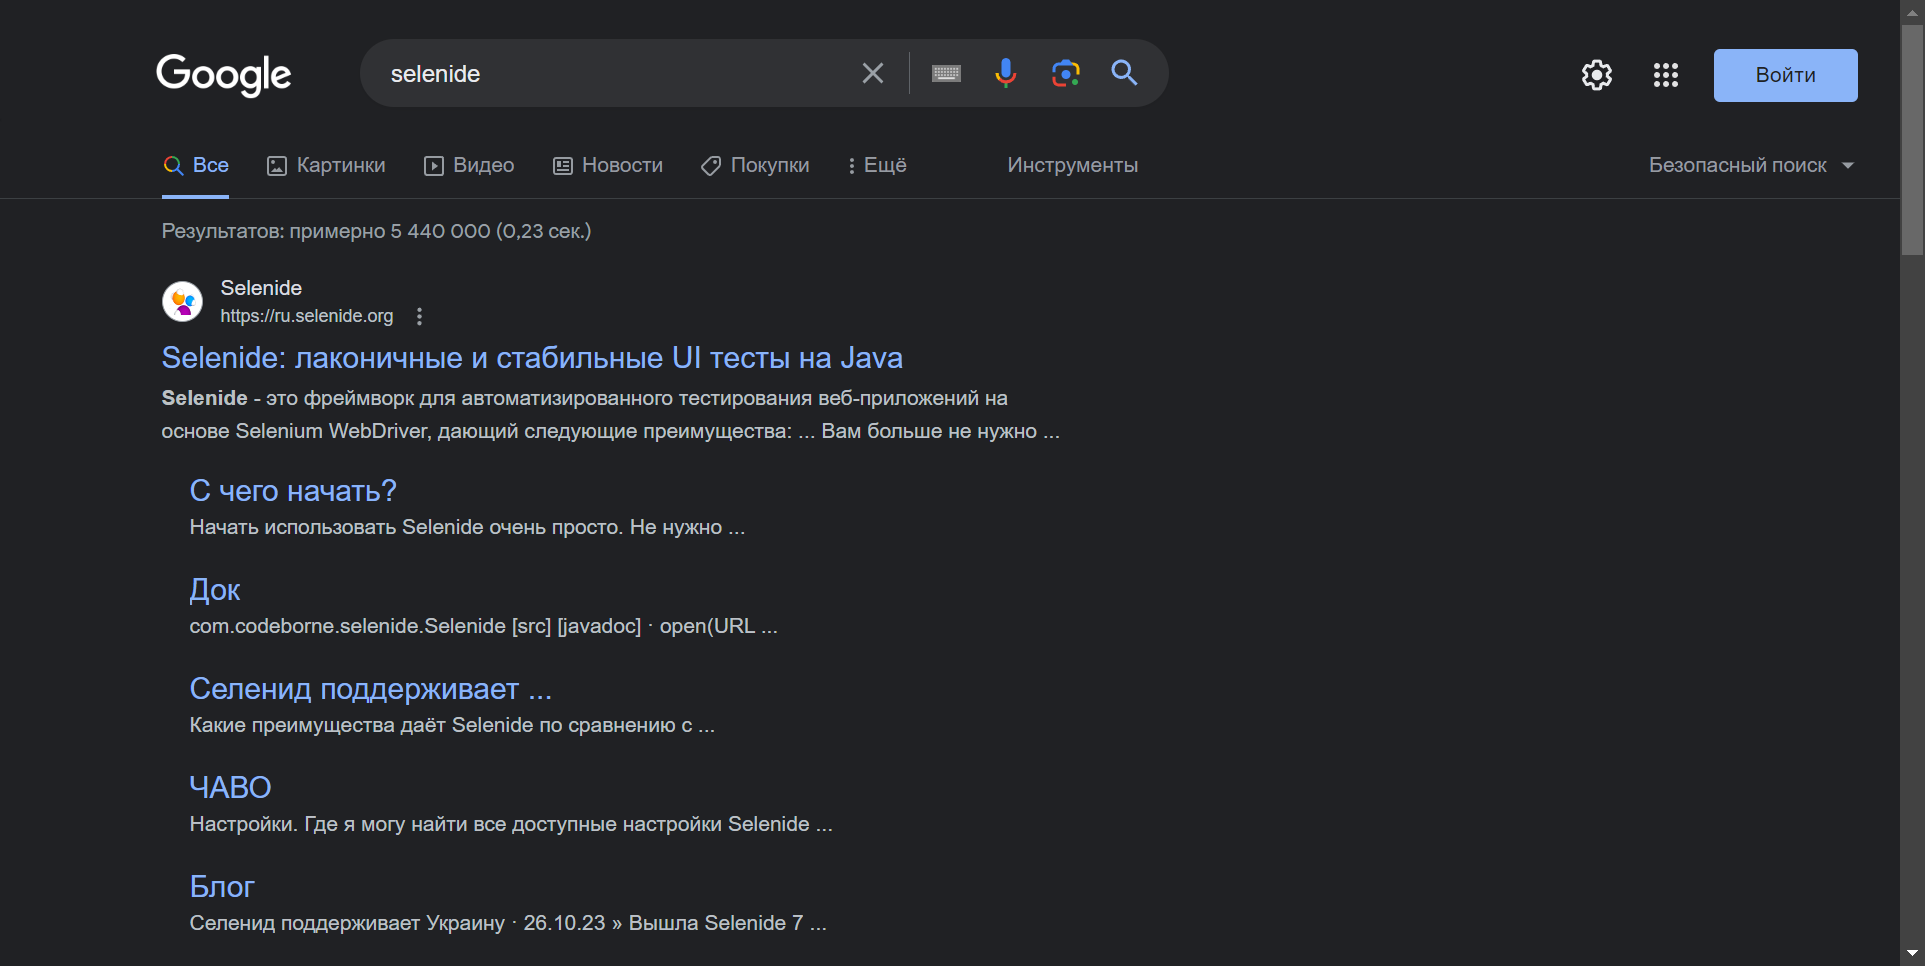 Google
selenide
Войти
Все
Картинки
Видео
Новости
Покупки
Ещё
Инструменты
Безопасный поиск
Результатов: примерно 5 440 000 (0,23 сек.)
Selenide
https://ru.selenide.org
Selenide: лаконичные и стабильные UI тесты на Java
Selenide - это фреймворк для автоматизированного тестирования веб-приложений на
основе Selenium WebDriver, дающий следующие преимущества: ... Вам больше не нужно ...
С чего начать?
Начать использовать Selenide очень просто. Не нужно ...
Док
com.codeborne.selenide.Selenide [src] [javadoc] · open(URL ...
Селенид поддерживает ...
Какие преимущества даёт Selenide по сравнению с ...
ЧАВО
Настройки. Где я могу найти все доступные настройки Selenide ...
Блог
Селенид поддерживает Украину · 26.10.23 » Вышла Selenide 7 ...